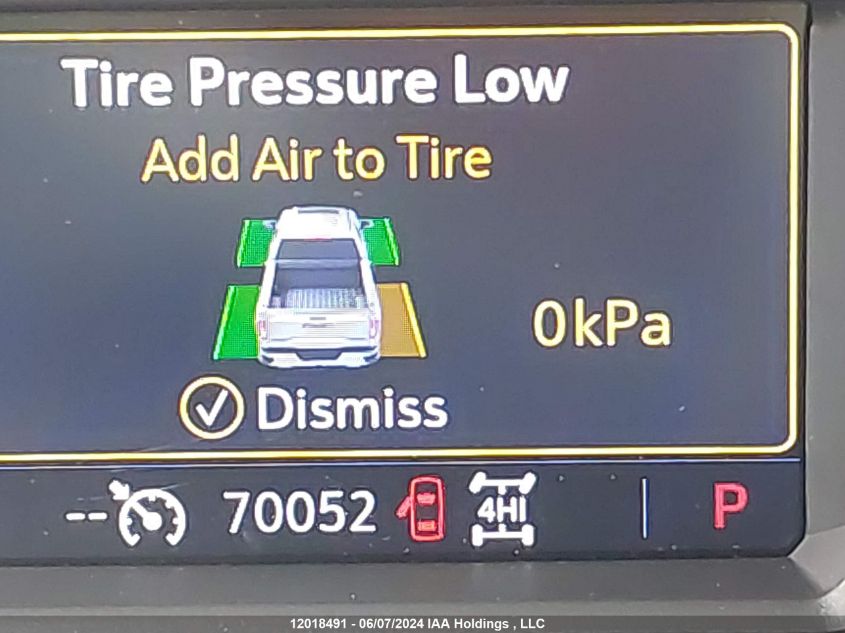 Tire Pressure Low
Add Air to Tire
0kPa
Dismiss
-- 70052 4HI P
12018491 - 06/07/2024 IAA Holdings , LLC